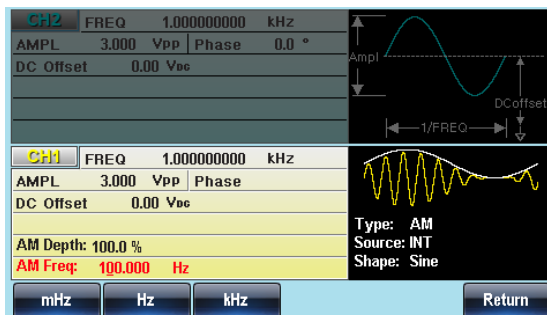 CH2 FREQ 1.000000000 kHz
AMPL 3.000 Vpp Phase 0.0 °
DC Offset 0.00 VDC
Ampl
DCoffset
1/FREQ
CH1 FREQ 1.000000000 kHz
AMPL 3.000 Vpp Phase
DC Offset 0.00 VDC
AM Depth: 100.0 %
AM Freq: 100.000 Hz
Type: AM
Source: INT
Shape: Sine
mHz Hz kHz Return